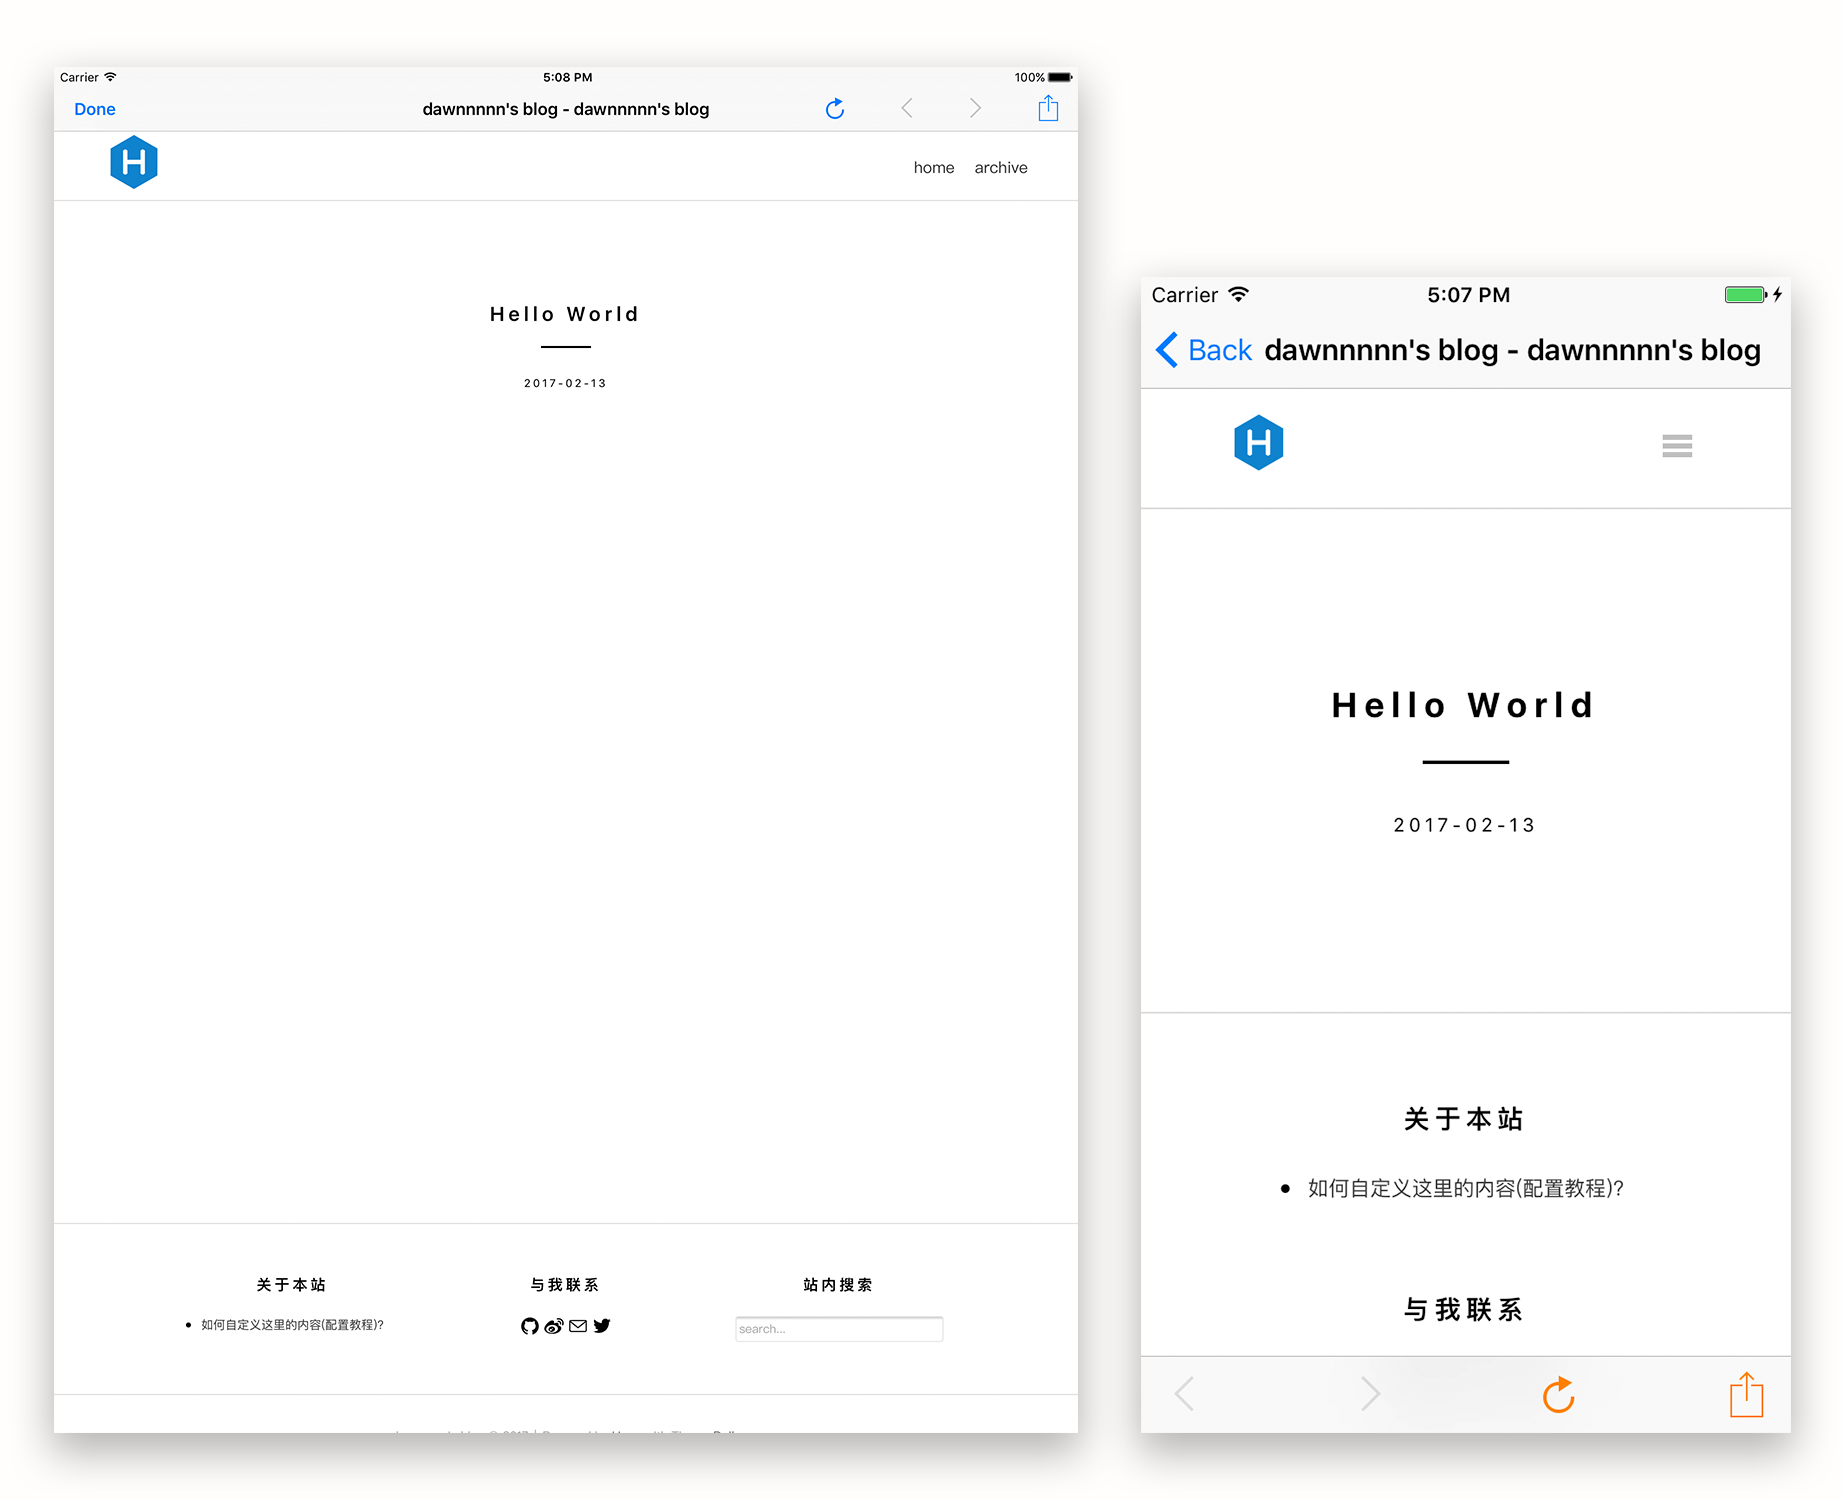 Carrier 5:08 PM 100%
Done dawnnnnn's blog - dawnnnnn's blog
H
home archive
Hello World
2017-02-13
关于本站 与我联系 站内搜索
如何自定义这里的内容(配置教程)?
search...
Carrier 5:07 PM
Back dawnnnnn's blog - dawnnnnn's blog
H
Hello World
2017-02-13
关于本站
如何自定义这里的内容(配置教程)?
与我联系